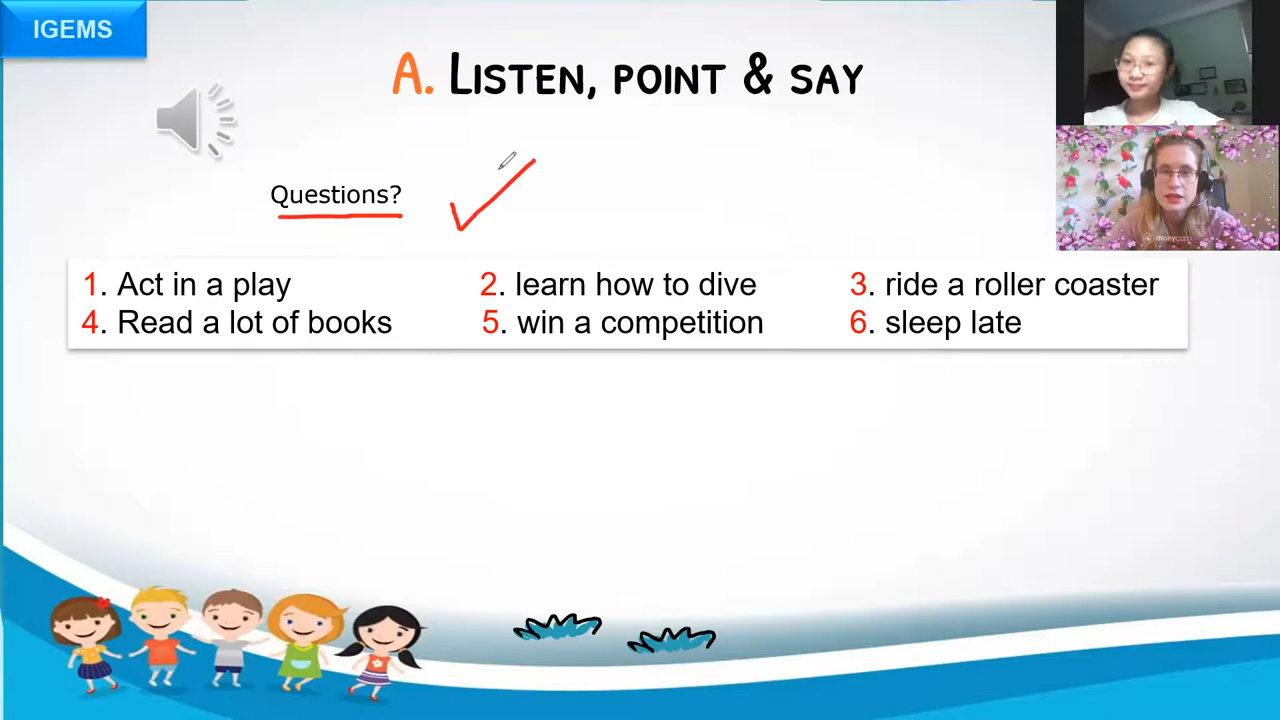 IGEMS
A. LISTEN, POINT & SAY
Questions?
1. Act in a play 2. learn how to dive 3. ride a roller coaster
4. Read a lot of books 5. win a competition 6. sleep late
manycam